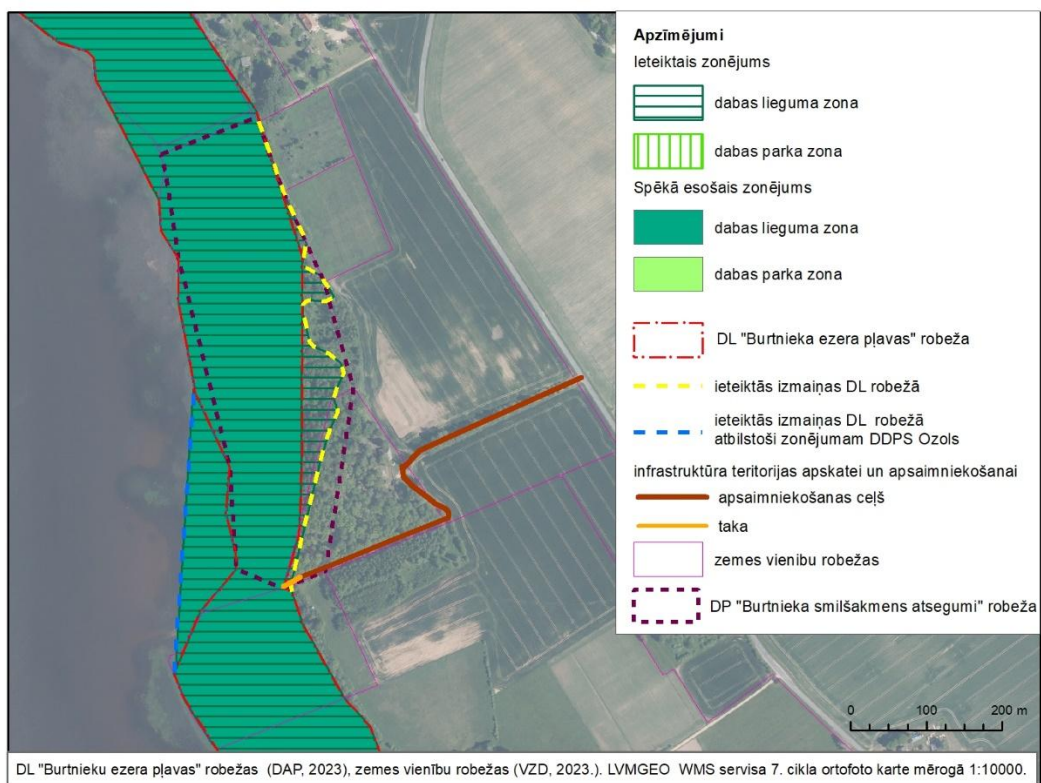 Apzīmējumi
Ieteiktais zonējums
dabas lieguma zona
dabas parka zona
Spēkā esošais zonējums
dabas lieguma zona
dabas parka zona
DL "Burtnieka ezera pļavas" robeža
ieteiktās izmaiņas DL robežā
ieteiktās izmaiņas DL robežā
atbilstoši zonējumam DDPS Ozols
infrastruktūra teritorijas apskatei un apsaimniekošanai
apsaimniekošanas ceļš
taka
zemes vienību robežas
DP "Burtnieka smilšakmens atsegumi" robeža
0 100 200 m
DL "Burtnieku ezera pļavas" robežas (DAP, 2023), zemes vienību robežas (VZD, 2023.). LVMGEO WMS servisa 7. cikla ortofoto karte mērogā 1:10000.